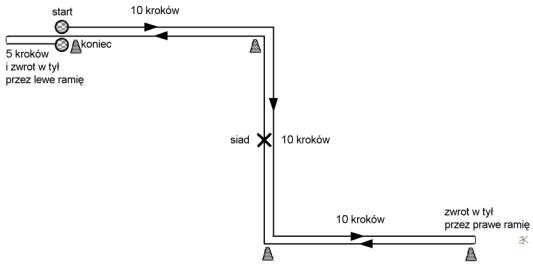 start
10 kroków
koniec
5 kroków
i zwrot w tył
przez lewe ramię
siad
10 kroków
10 kroków
zwrot w tył
przez prawe ramię